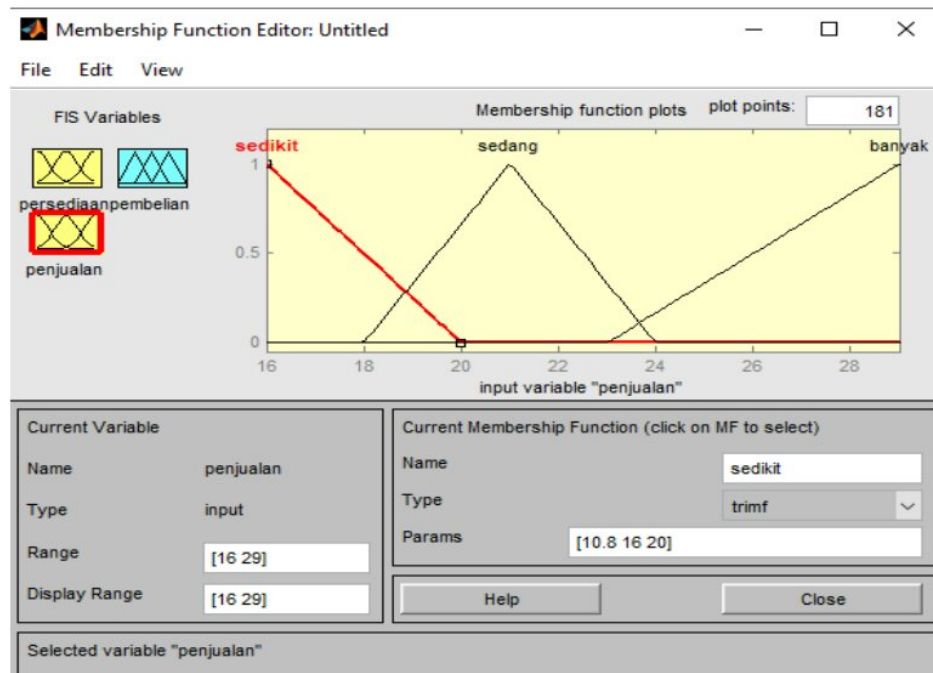 Membership Function Editor: Untitled
File Edit View
FIS Variables
Membership function plots plot points: 181
sedikit sedang banyak
1
persediaan pembelian
0.5
penjualan
0
16 18 20 22 24 26 28
input variable "penjualan"
Current Variable
Name penjualan
Type input
Range [16 29]
Display Range [16 29]
Current Membership Function (click on MF to select)
Name sedikit
Type trimf
Params [10.8 16 20]
Help Close
Selected variable "penjualan"